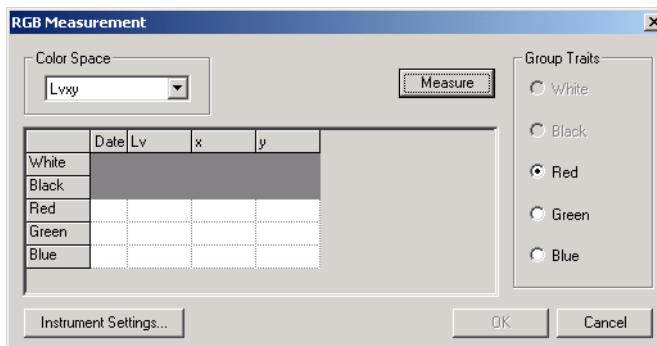 RGB Measurement
Color Space
Lvxy
Measure
Group Traits
White
Black
Red
Green
Blue
Date Lv x y
White
Black
Red
Green
Blue
Instrument Settings...
OK
Cancel